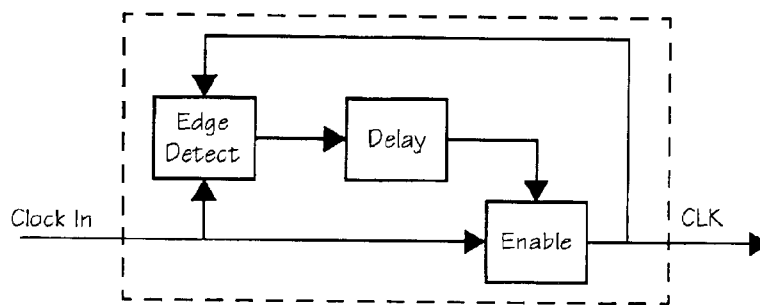 Edge
Detect
Delay
Clock In
Enable
CLK